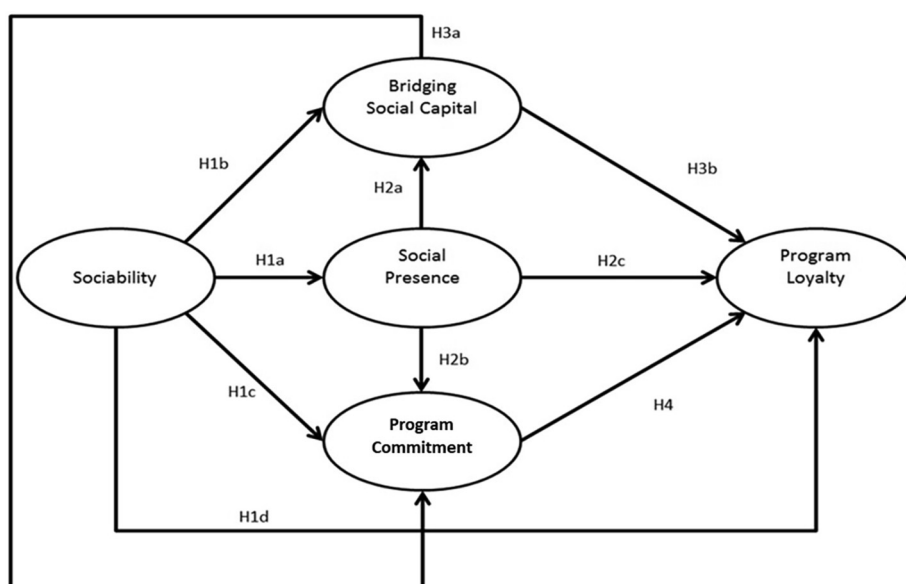 H3a
Bridging
Social Capital
H1b
H3b
H2a
Sociability
H1a
Social
Presence
H2c
Program
Loyalty
H2b
H1c
Program
Commitment
H4
H1d